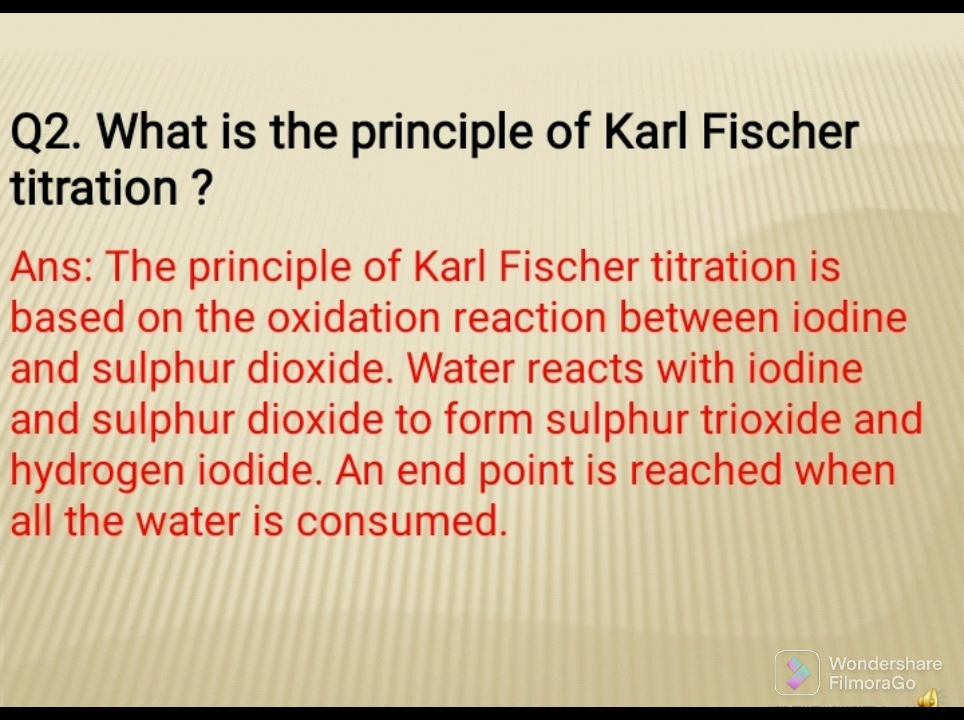 Q2. What is the principle of Karl Fischer
titration ?
Ans: The principle of Karl Fischer titration is
based on the oxidation reaction between iodine
and sulphur dioxide. Water reacts with iodine
and sulphur dioxide to form sulphur trioxide and
hydrogen iodide. An end point is reached when
all the water is consumed.
Wondershare
FilmoraGo